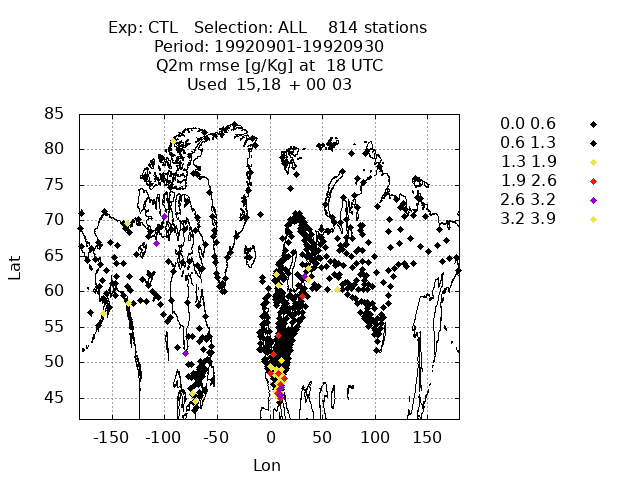 Exp: CTL   Selection: ALL    814 stations
Period: 19920901-19920930
Q2m rmse [g/Kg] at  18 UTC
Used  15,18  + 00 03
85
80
75
70
65
60
55
50
45
Lat
-150 -100 -50 0 50 100 150
Lon
0.0 0.6
0.6 1.3
1.3 1.9
1.9 2.6
2.6 3.2
3.2 3.9